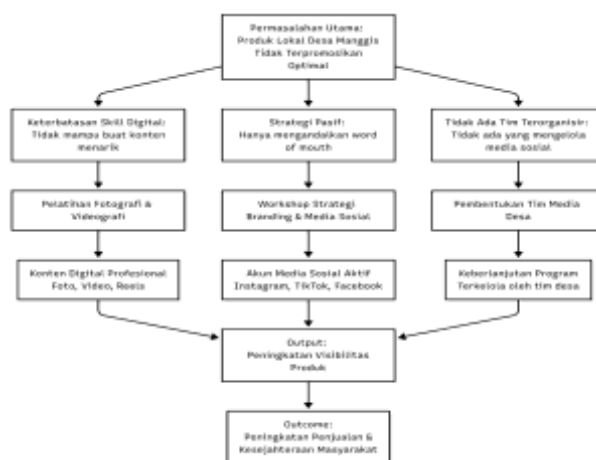 Permasalahan Utama:
Produk Lokal Desa Manggis
Tidak Terpromosikan
Optimal
Keterbatasan Skill Digital:
Tidak mampu buat konten
menarik
Strategi Pasif:
Hanya mengandalkan word
of mouth
Tidak Ada Tim Terorganisir:
Tidak ada yang mengelola
media sosial
Pelatihan Fotografi &
Videografi
Workshop Strategi
Branding & Media Sosial
Pembentukan Tim Media
Desa
Konten Digital Profesional
Foto, Video, Reels
Akun Media Sosial Aktif
Instagram, TikTok, Facebook
Keberlanjutan Program
Terkelola oleh tim desa
Output:
Peningkatan Visibilitas
Produk
Outcome:
Peningkatan Penjualan &
Kesejahteraan Masyarakat